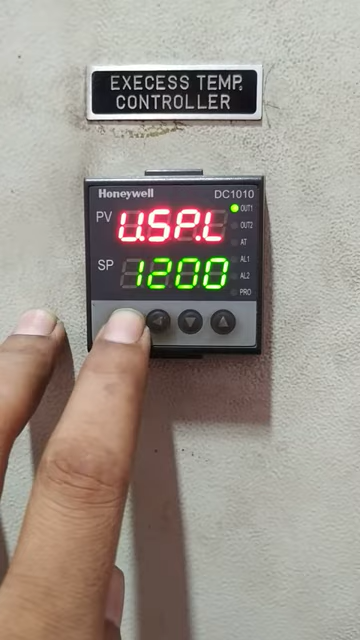 EXECESS TEMP.
CONTROLLER
Honeywell DC1010
PV U.SP.L OUT1
OUT2
AT
SP 1200 AL1
AL2
PRO